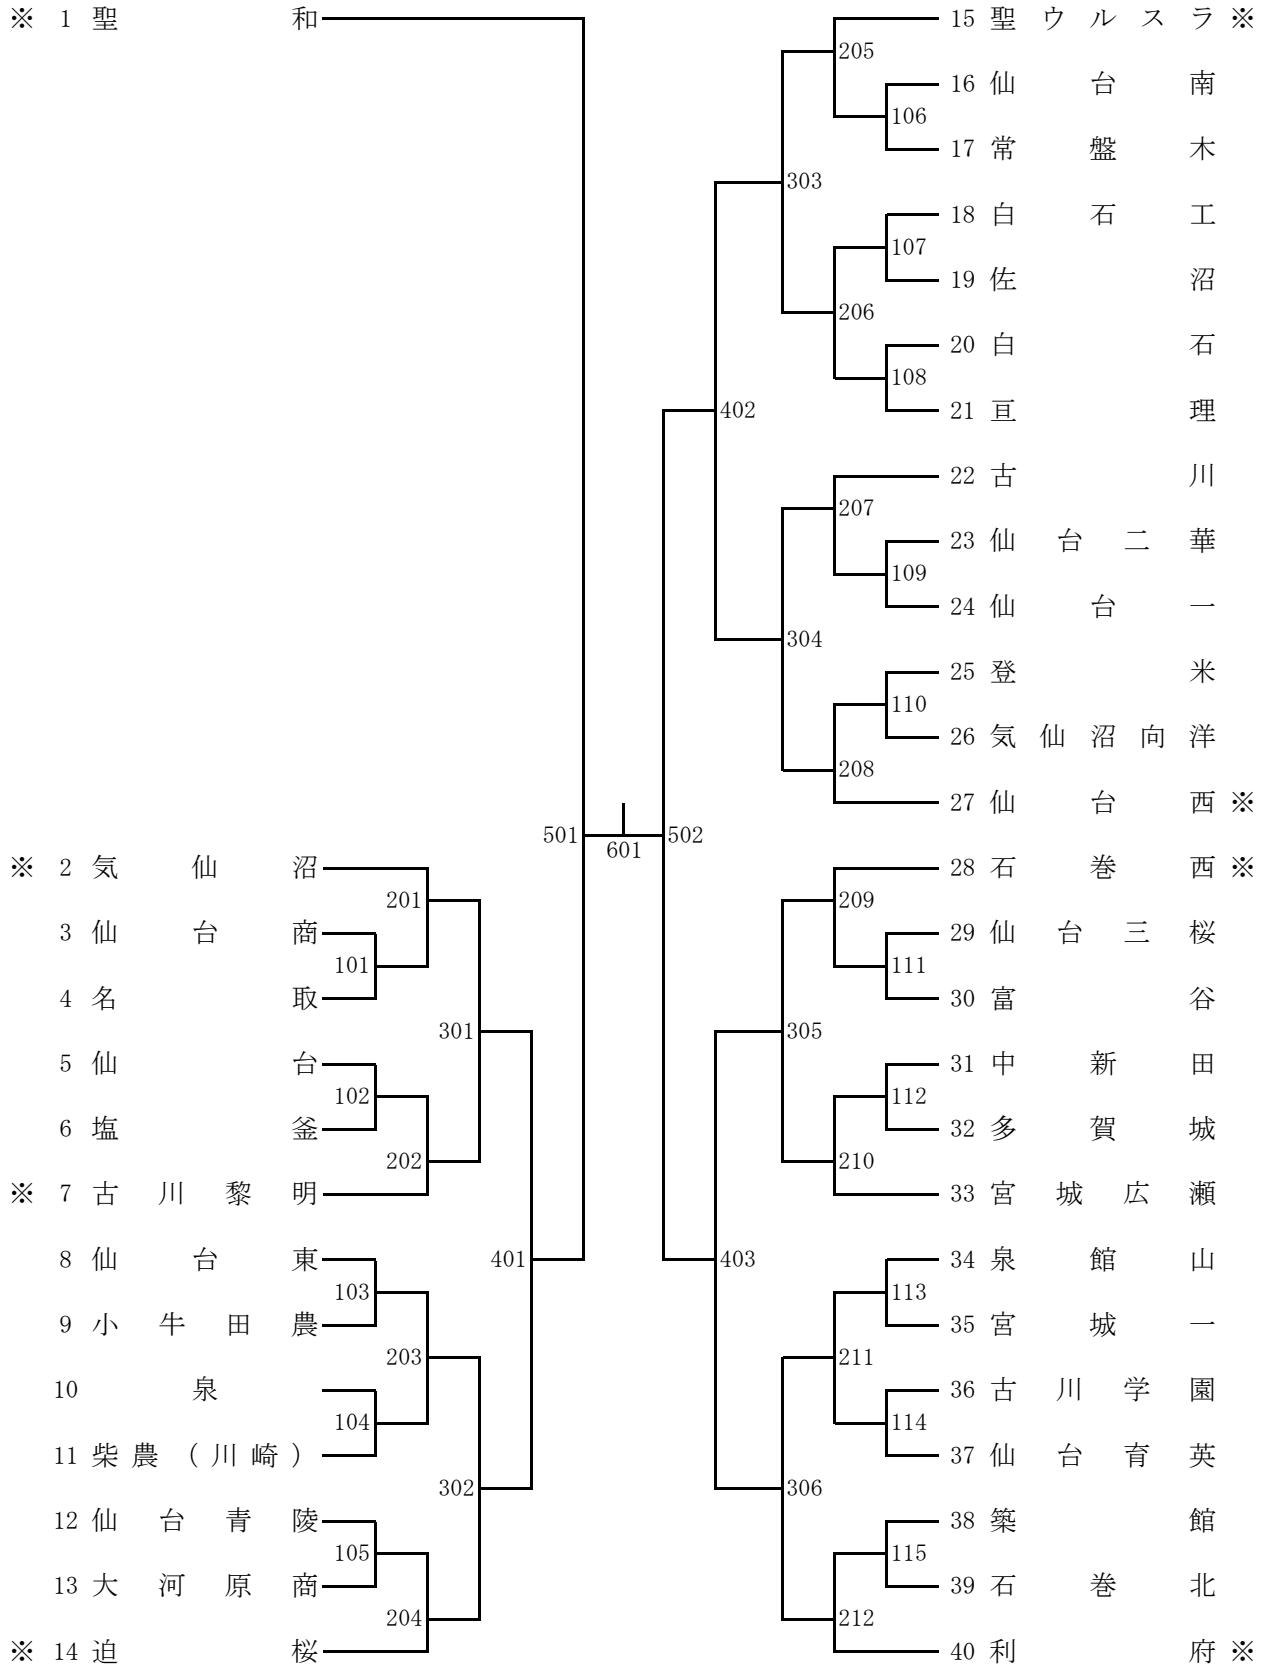 ※ 1 聖和
※ 2 気仙沼
3 仙台商
4 名取
5 仙台
6 塩釜
※ 7 古川黎明
8 仙台東
9 小牛田農
10 泉
11 柴農(川崎)
12 仙台青陵
13 大河原商
※ 14 迫桜
201
101
301
102
202
401
103
203
104
302
105
204
501
601
502
15 聖ウルスラ ※
16 仙台南
17 常盤木
18 白石工
19 佐沼
20 白石
21 亘理
22 古川
23 仙台二華
24 仙台一
25 登米
26 気仙沼向洋
27 仙台西 ※
28 石巻西 ※
29 仙台三桜
30 富谷
31 中新田
32 多賀城
33 宮城広瀬
34 泉館山
35 宮城一
36 古川学園
37 仙台育英
38 築館
39 石巻北
40 利府 ※
205
106
303
107
206
108
402
207
109
304
110
208
209
111
305
112
210
403
113
211
114
306
115
212